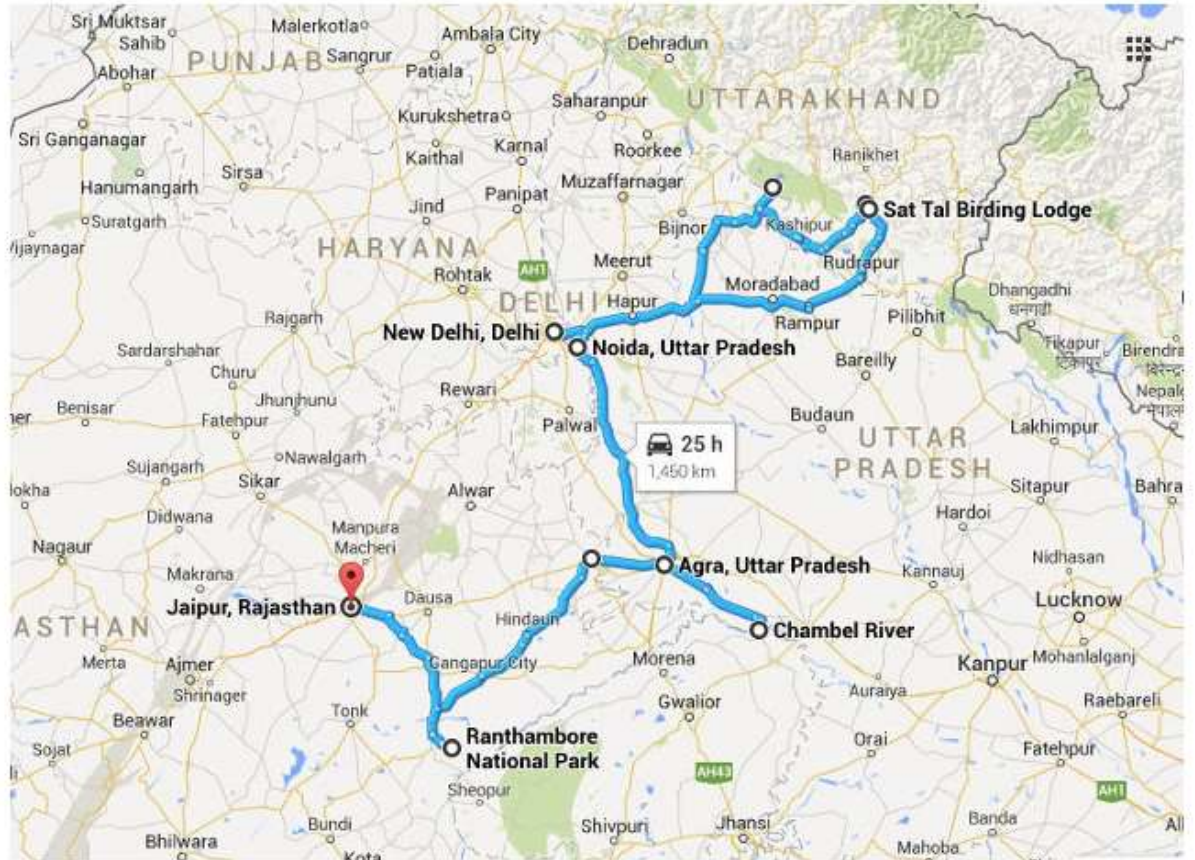 Sri Muktsar
Sahib
Malerkotla
Ambala City
Dehradun
PUNJAB
Sangrur
Patiala
Abohar
Saharanpur
UTTARAKHAND
Kurukshetra
Sri Ganganagar
Roorkee
Kaithal
Karnal
Ranikhet
Hanumangarh
Sirsa
Panipat
Muzaffarnagar
Suratgarh
Jind
Bijnor
Kashipur
Sat Tal Birding Lodge
Vijaynagar
HARYANA
Rohtak
AH1
Meerut
Rudrapur
DELHI
Hapur
Moradabad
Dhangadhi
धनगढी
Rajgarh
New Delhi, Delhi
Rampur
Pilibhit
Noida, Uttar Pradesh
Sardarshahar
Tikapur
टिकापुर
Birendra
Bareilly
Churu
Rewari
Nepalg
Jhunjhunu
Benisar
Fatehpur
Palwal
Budaun
UTTAR
PRADESH
Lakhimpur
25 h
1,450 km
Nawalgarh
Sujangarh
Sikar
Alwar
Sitapur
Bahra
Nokha
Didwana
Hardoi
Manpura
Macheri
Nagaur
Nidhasan
Makrana
Agra, Uttar Pradesh
Kannauj
Jaipur, Rajasthan
Dausa
Lucknow
ASTHAN
Hindaun
Chambel River
Mohanlalganj
Merta
Ajmer
Gangapur City
Morena
Kanpur
Shrinager
Auraiya
Raebareli
Tonk
Gwalior
Beawar
Ranthambore
National Park
Orai
Sojat
Fatehpur
AH43
AH1
Sheopur
Bundi
Shivpuri
Jhansi
Banda
Al
Bhilwara
Kota
Mahoba